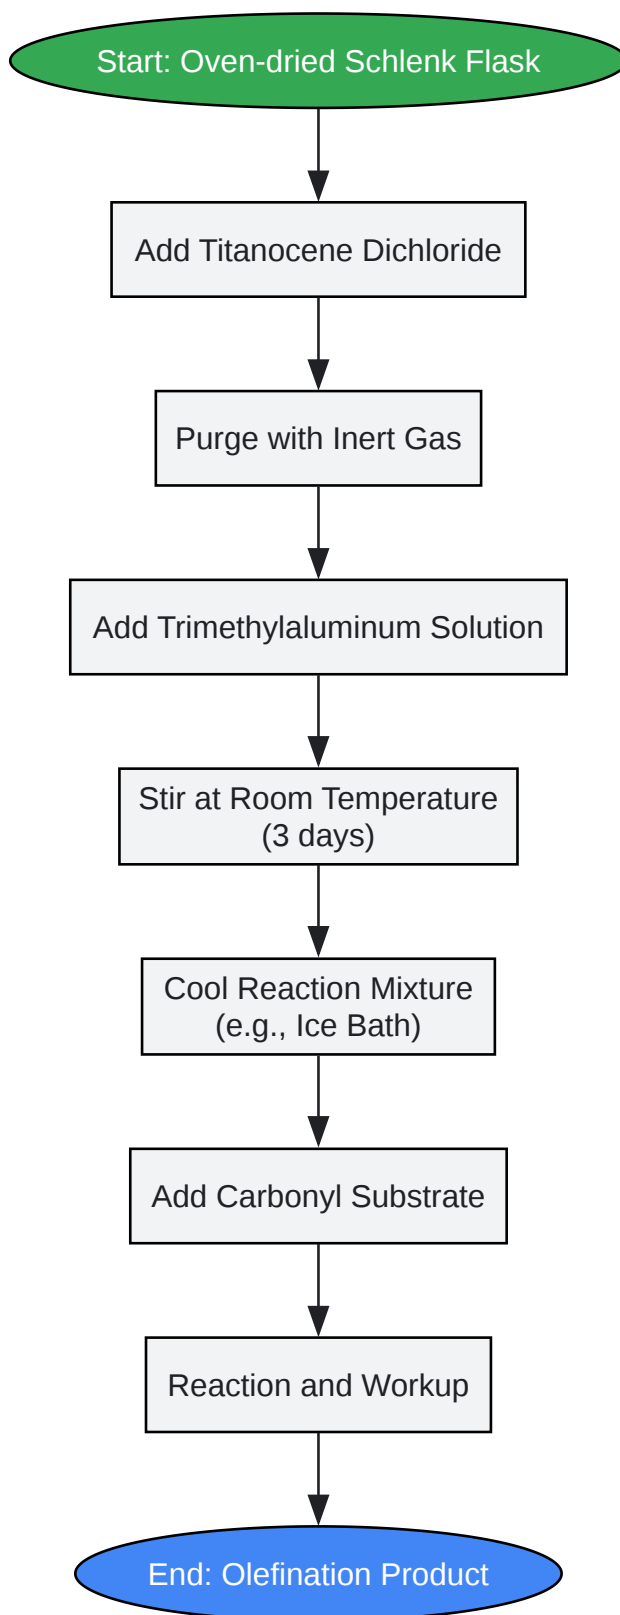 Start: Oven-dried Schlenk Flask
Add Titanocene Dichloride
Purge with Inert Gas
Add Trimethylaluminum Solution
Stir at Room Temperature
(3 days)
Cool Reaction Mixture
(e.g., Ice Bath)
Add Carbonyl Substrate
Reaction and Workup
End: Olefination Product